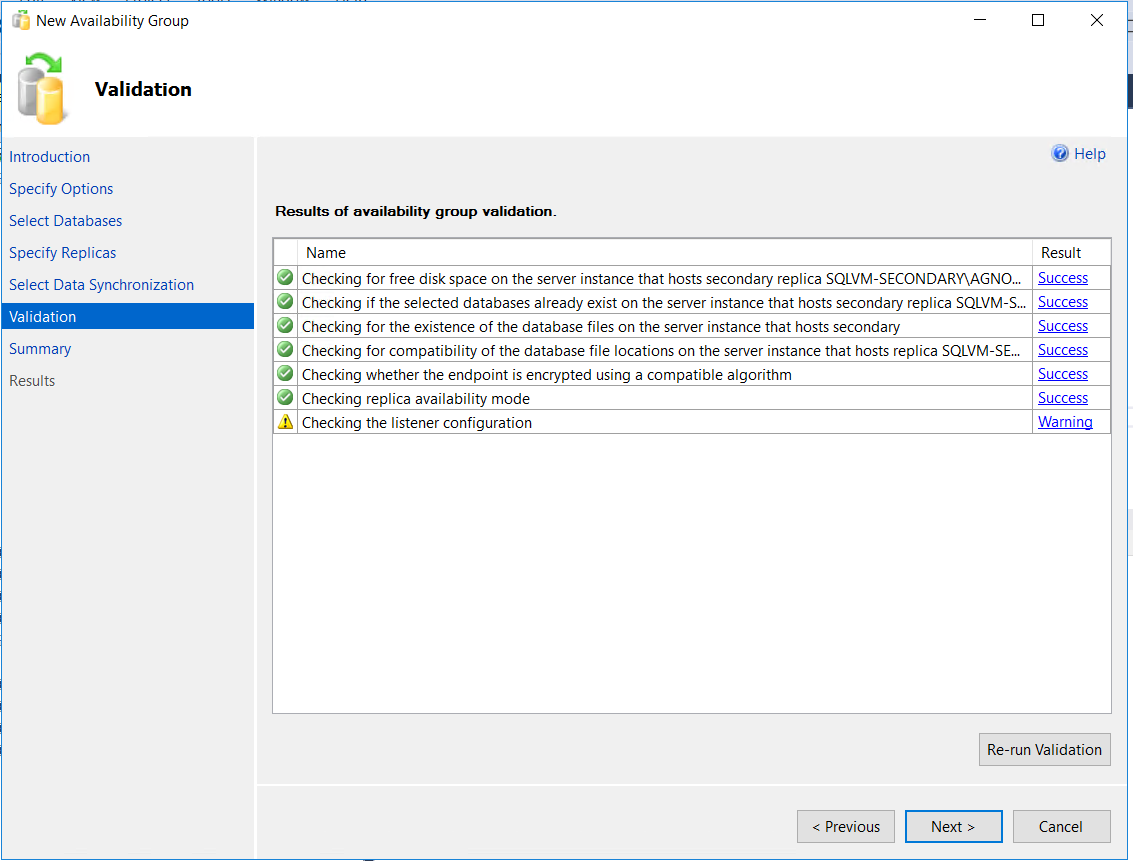 New Availability Group
Validation
Introduction
Specify Options
Select Databases
Specify Replicas
Select Data Synchronization
Validation
Summary
Results
Help
Results of availability group validation.
Name Result
Checking for free disk space on the server instance that hosts secondary replica SQLVM-SECONDARY\AGNO... Success
Checking if the selected databases already exist on the server instance that hosts secondary replica SQLVM-S... Success
Checking for the existence of the database files on the server instance that hosts secondary Success
Checking for compatibility of the database file locations on the server instance that hosts replica SQLVM-SE... Success
Checking whether the endpoint is encrypted using a compatible algorithm Success
Checking replica availability mode Success
Checking the listener configuration Warning
Re-run Validation
< Previous Next > Cancel